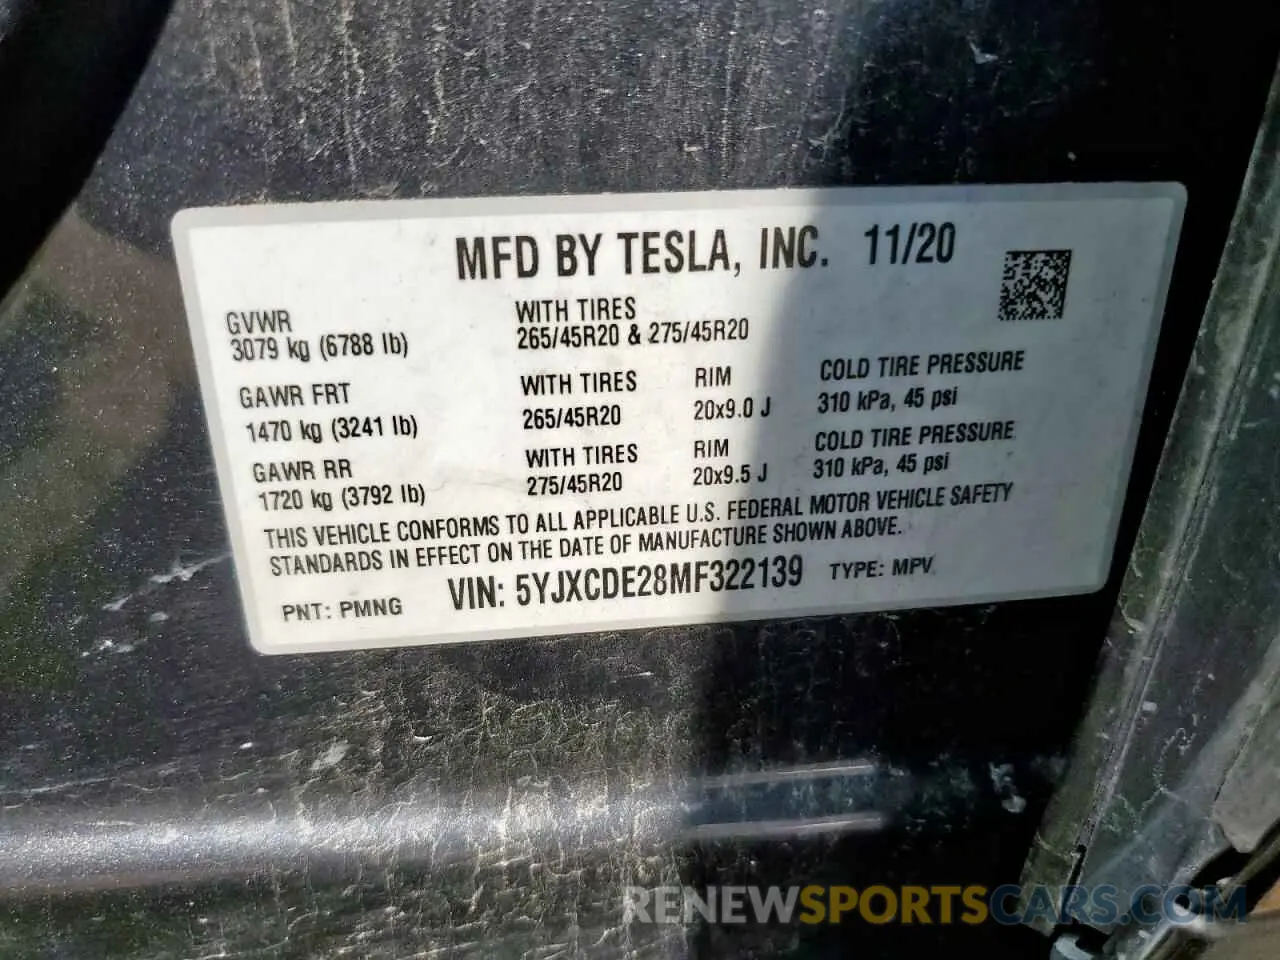 MFD BY TESLA, INC. 11/20
GVWR
3079 kg (6788 lb)
WITH TIRES
265/45R20 & 275/45R20
GAWR FRT
1470 kg (3241 lb)
WITH TIRES
265/45R20
RIM
20x9.0 J
COLD TIRE PRESSURE
310 kPa, 45 psi
GAWR RR
1720 kg (3792 lb)
WITH TIRES
275/45R20
RIM
20x9.5 J
COLD TIRE PRESSURE
310 kPa, 45 psi
THIS VEHICLE CONFORMS TO ALL APPLICABLE U.S. FEDERAL MOTOR VEHICLE SAFETY
STANDARDS IN EFFECT ON THE DATE OF MANUFACTURE SHOWN ABOVE.
PNT: PMNG VIN: 5YJXCDE28MF322139 TYPE: MPV
RENEWSPORTSCARS.COM